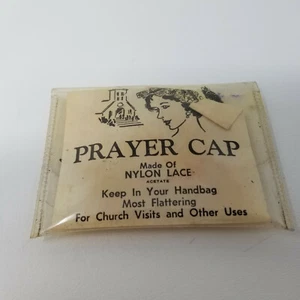 PRAYER CAP
Made Of
NYLON LACE
ACETATE
Keep In Your Handbag
Most Flattering
For Church Visits and Other Uses